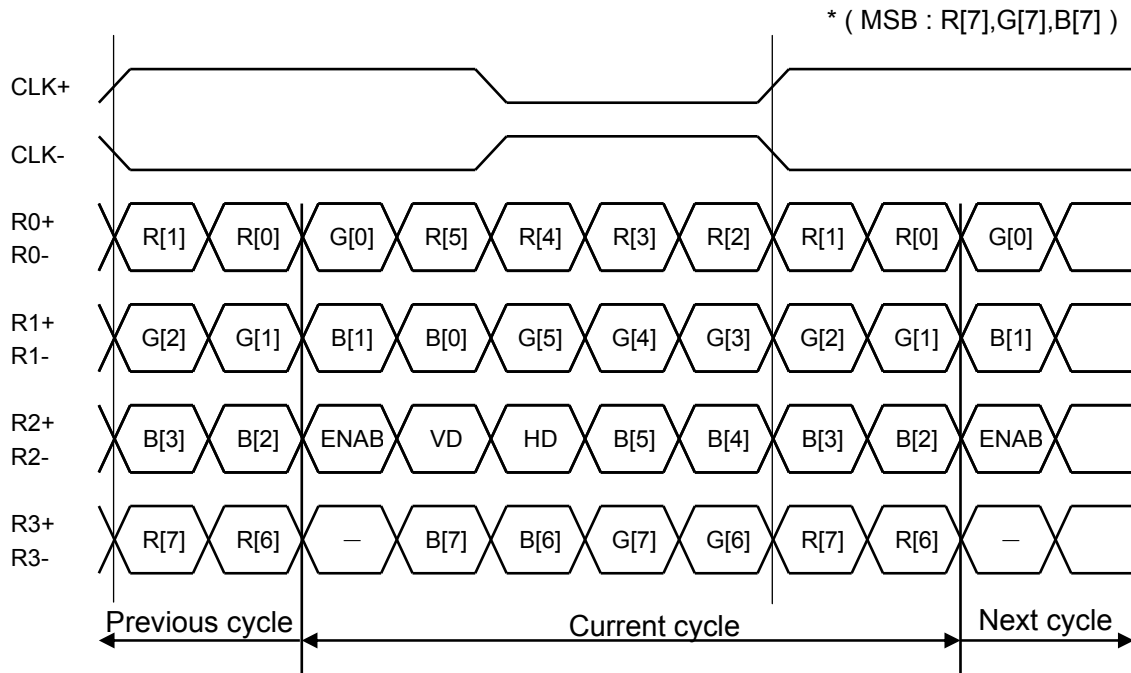 * ( MSB : R[7],G[7],B[7] )
CLK+
CLK-
R0+
R0-
R[1] R[0] G[0] R[5] R[4] R[3] R[2] R[1] R[0] G[0]
R1+
R1-
G[2] G[1] B[1] B[0] G[5] G[4] G[3] G[2] G[1] B[1]
R2+
R2-
B[3] B[2] ENAB VD HD B[5] B[4] B[3] B[2] ENAB
R3+
R3-
R[7] R[6] — B[7] B[6] G[7] G[6] R[7] R[6] —
Previous cycle Current cycle Next cycle